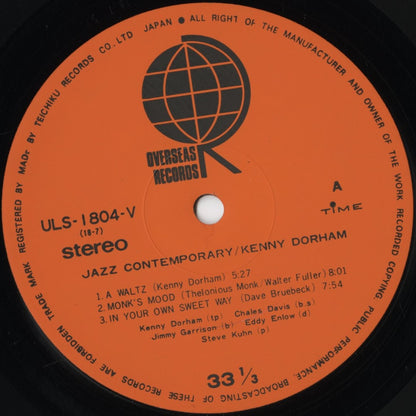 TRADE MARK REGISTERED BY MADE BY TEICHIKU RECORDS CO., LTD. JAPAN ● ALL RIGHT OF THE MANUFACTURER AND OWNER OF THE WORK RECORDED. COPYING, PUBLIC PERFORMANCE, BROADCASTING OF THESE RECORDS ARE FORBIDDEN
OVERSEAS
RECORDS
ULS-1804-V
(18-7)
stereo
A
TIME
JAZZ CONTEMPORARY/KENNY DORHAM
1. A WALTZ (Kenny Dorham) 5:27
2. MONK'S MOOD (Thelonious Monk/Walter Fuller) 8:01
3. IN YOUR OWN SWEET WAY (Dave Brubeck) 7:54
Kenny Dorham (tp) Chales Davis (b.s)
Jimmy Garrison (b) Eddy Enlow (d)
Steve Kuhn (p)
33 1/3